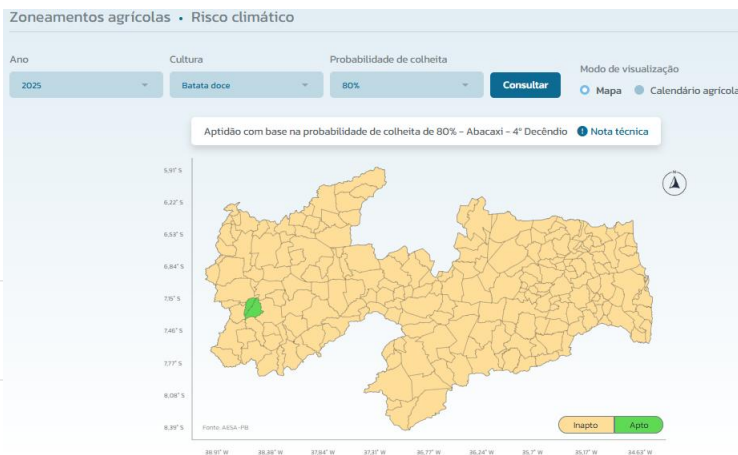 Zoneamentos agrícolas • Risco climático
Ano
Cultura
Probabilidade de colheita
Modo de visualização
2025
Batata doce
80%
Consultar
Mapa
Calendário agrícola
Aptidão com base na probabilidade de colheita de 80% - Abacaxi - 4° Decêndio
Nota técnica
5,91° S
6,22° S
6,53° S
6,84° S
7,15° S
7,46° S
7,77° S
8,08° S
8,39° S
Fonte: AESA-PB
Inapto
Apto
38.91° W
38.38° W
37.84° W
37.31° W
36.77° W
36.24° W
35.7° W
35.17° W
34.63° W